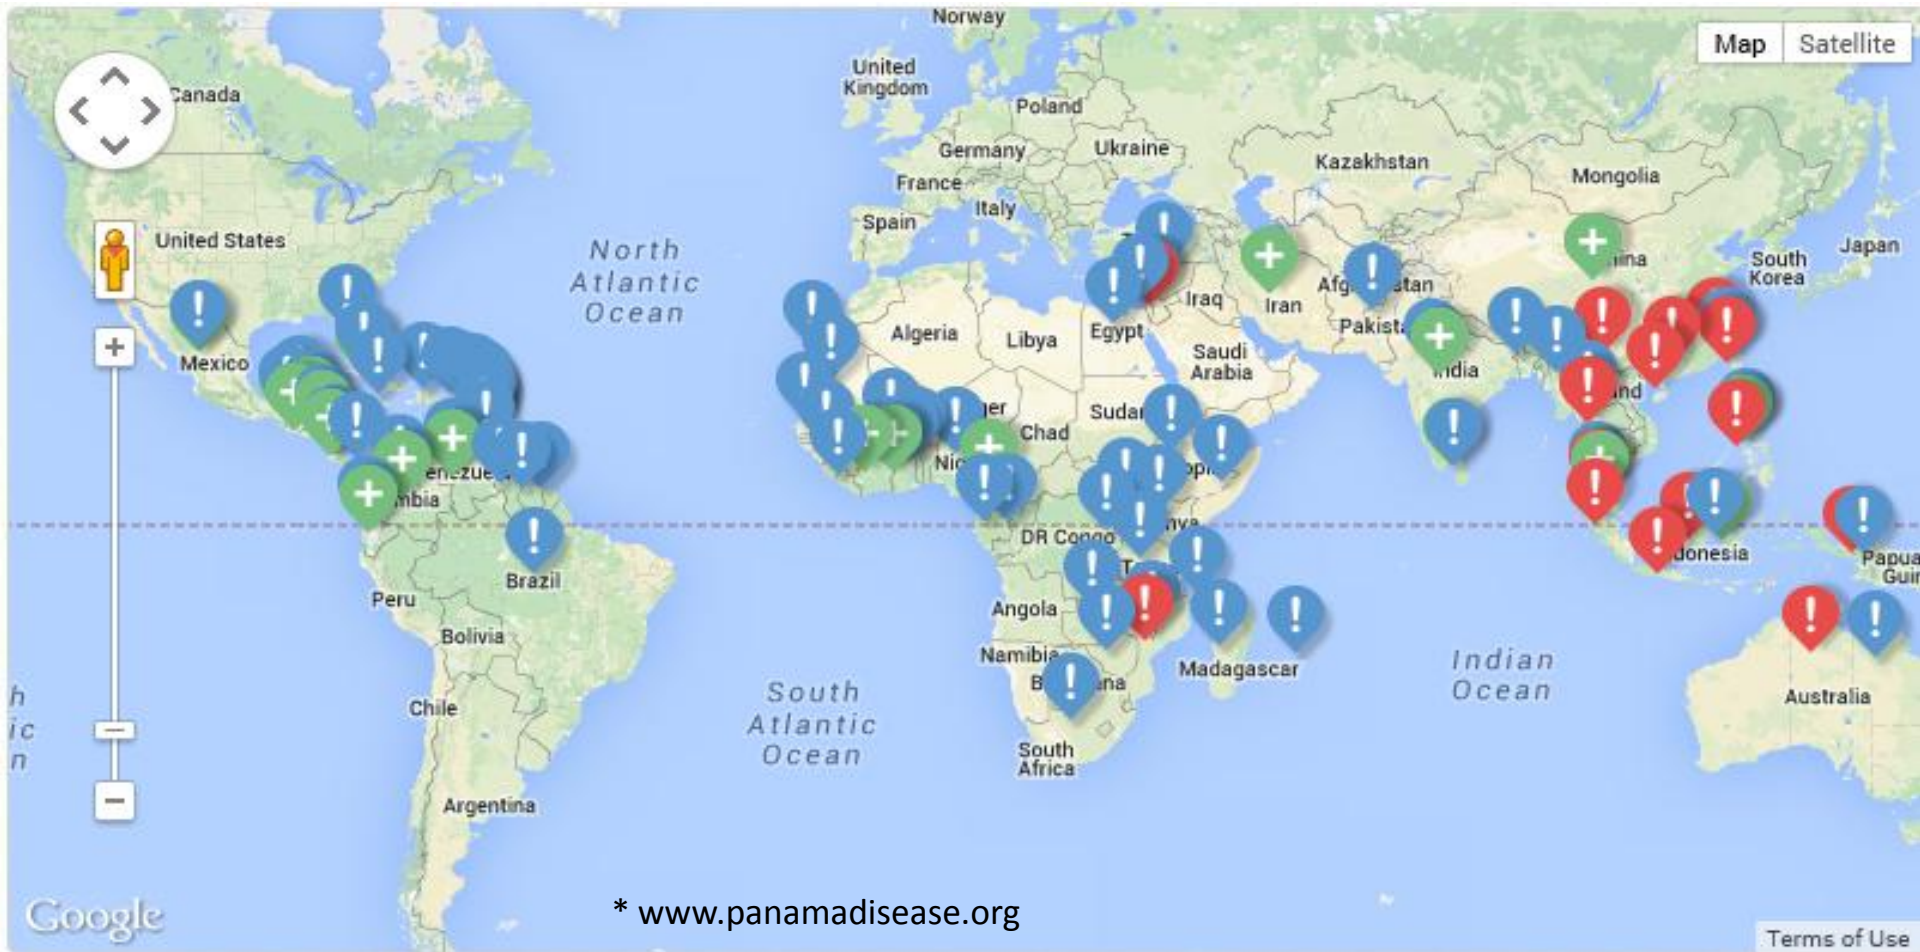 Norway
Map
Satellite
United
Kingdom
Canada
Poland
Germany
Ukraine
Kazakhstan
Mongolia
France
Italy
Spain
United States
Japan
South
Korea
North
Atlantic
Ocean
Iraq
Iran
Algeria
Libya
Egypt
Saudi
Arabia
Mexico
Chad
DR Congo
Brazil
Peru
Angola
Bolivia
Namibia
Madagascar
Indian
Ocean
South
Atlantic
Ocean
Chile
Australia
South
Africa
Argentina
Google
* www.panamadisease.org
Terms of Use